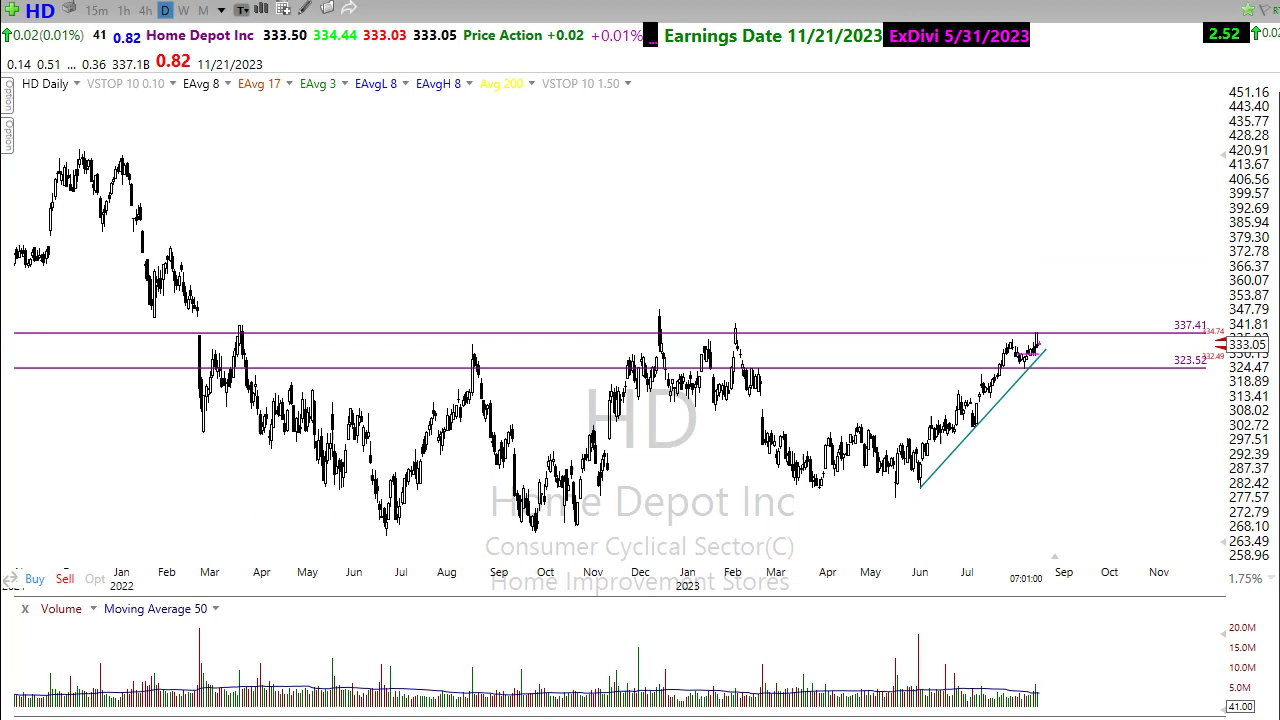 HD 15m 1h 4h D W M
0.02(0.01%) 41 0.82 Home Depot Inc 333.50 334.44 333.03 333.05 Price Action +0.02 +0.01% ... Earnings Date 11/21/2023 ExDivi 5/31/2023 2.52 0.02
0.14 0.51 ... 0.36 337.1B 0.82 11/21/2023
HD Daily VSTOP 10 0.10 EAvg 8 EAvg 17 EAvg 3 EAvgL 8 EAvgH 8 Avg 200 VSTOP 10 1.50
Option
Option
451.16
443.40
435.77
428.28
420.91
413.67
406.56
399.57
392.69
385.94
379.30
372.78
366.37
360.07
353.87
347.79
341.81
337.41
334.74
333.05
332.49
323.52
324.47
318.89
313.41
308.02
302.72
297.51
292.39
287.37
282.42
277.57
272.79
268.10
263.49
258.96
HD
Home Depot Inc
Consumer Cyclical Sector(C)
Home Improvement Stores
Feb Mar Apr May Jun Jul Aug Sep Oct Nov Dec Jan Feb Mar Apr May Jun Jul 07:01:00 Sep Oct Nov
Buy Sell Opt 2022 2023 1.75%
X Volume Moving Average 50
20.0M
15.0M
10.0M
5.0M
41.00